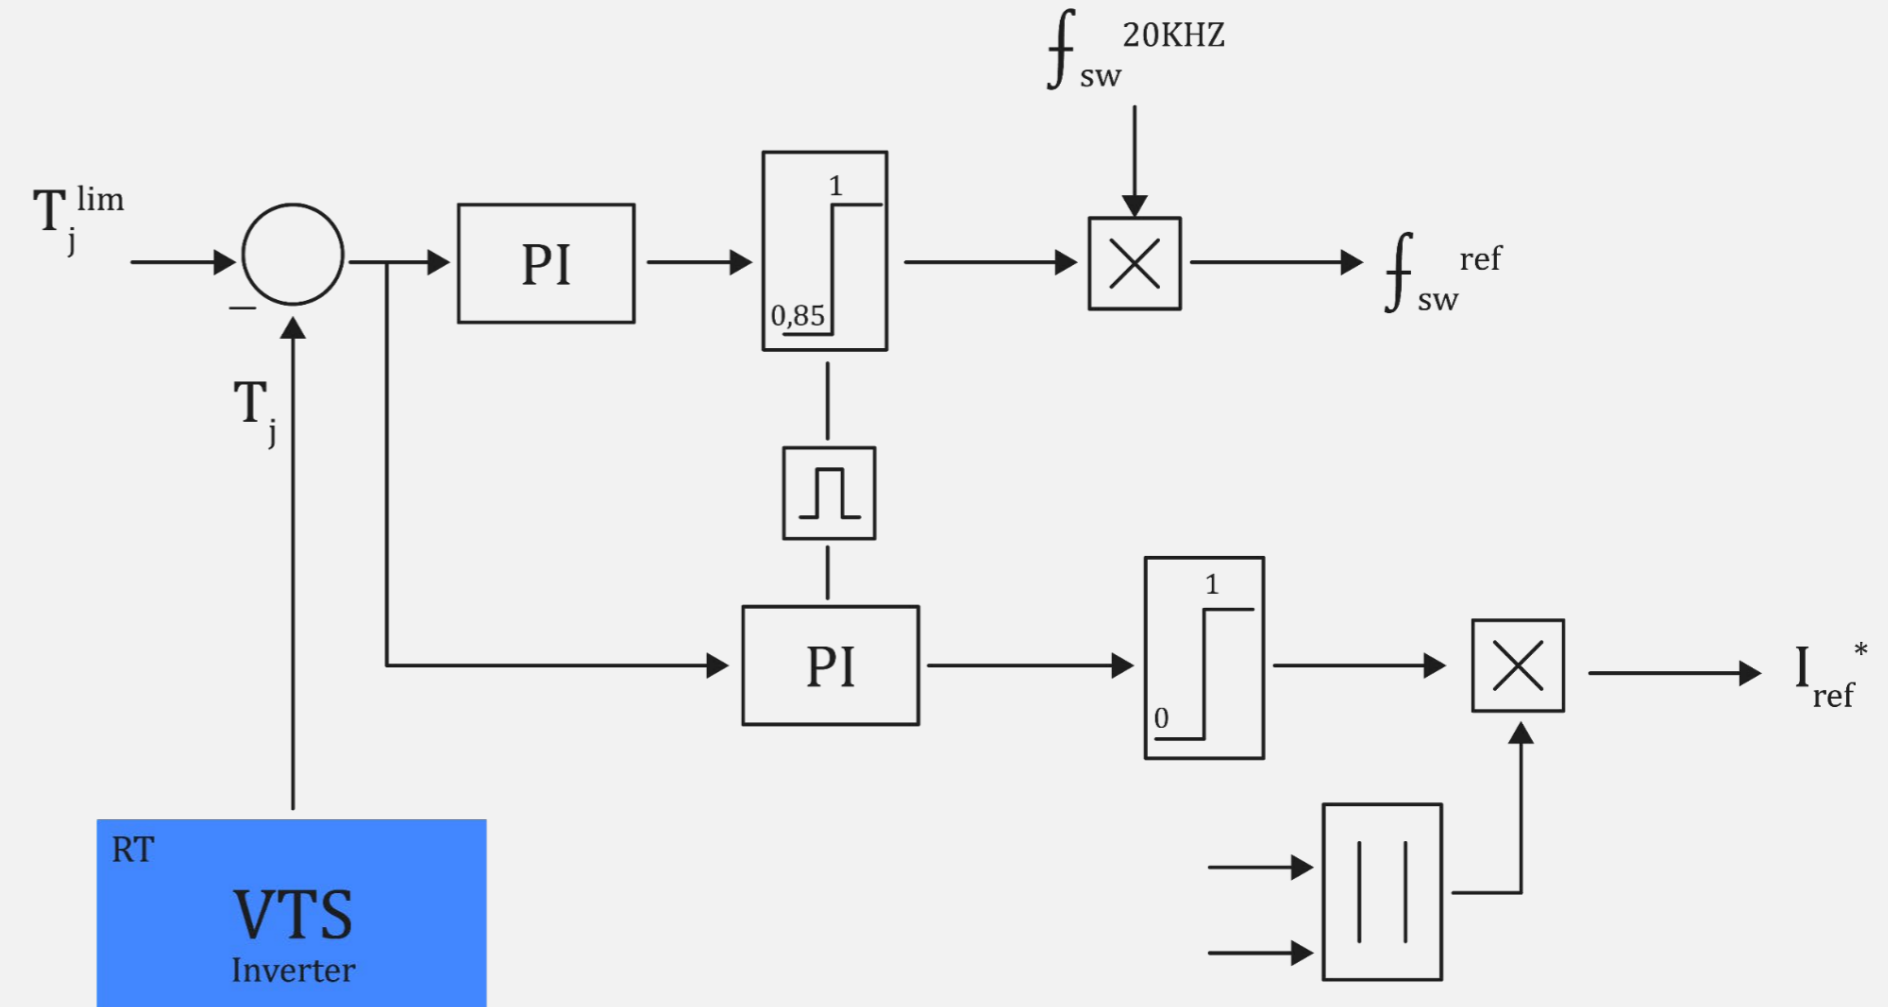 f sw 20KHZ
T j lim
PI
1
0,85
f sw ref
T j
PI
1
0
I ref *
RT
VTS
Inverter